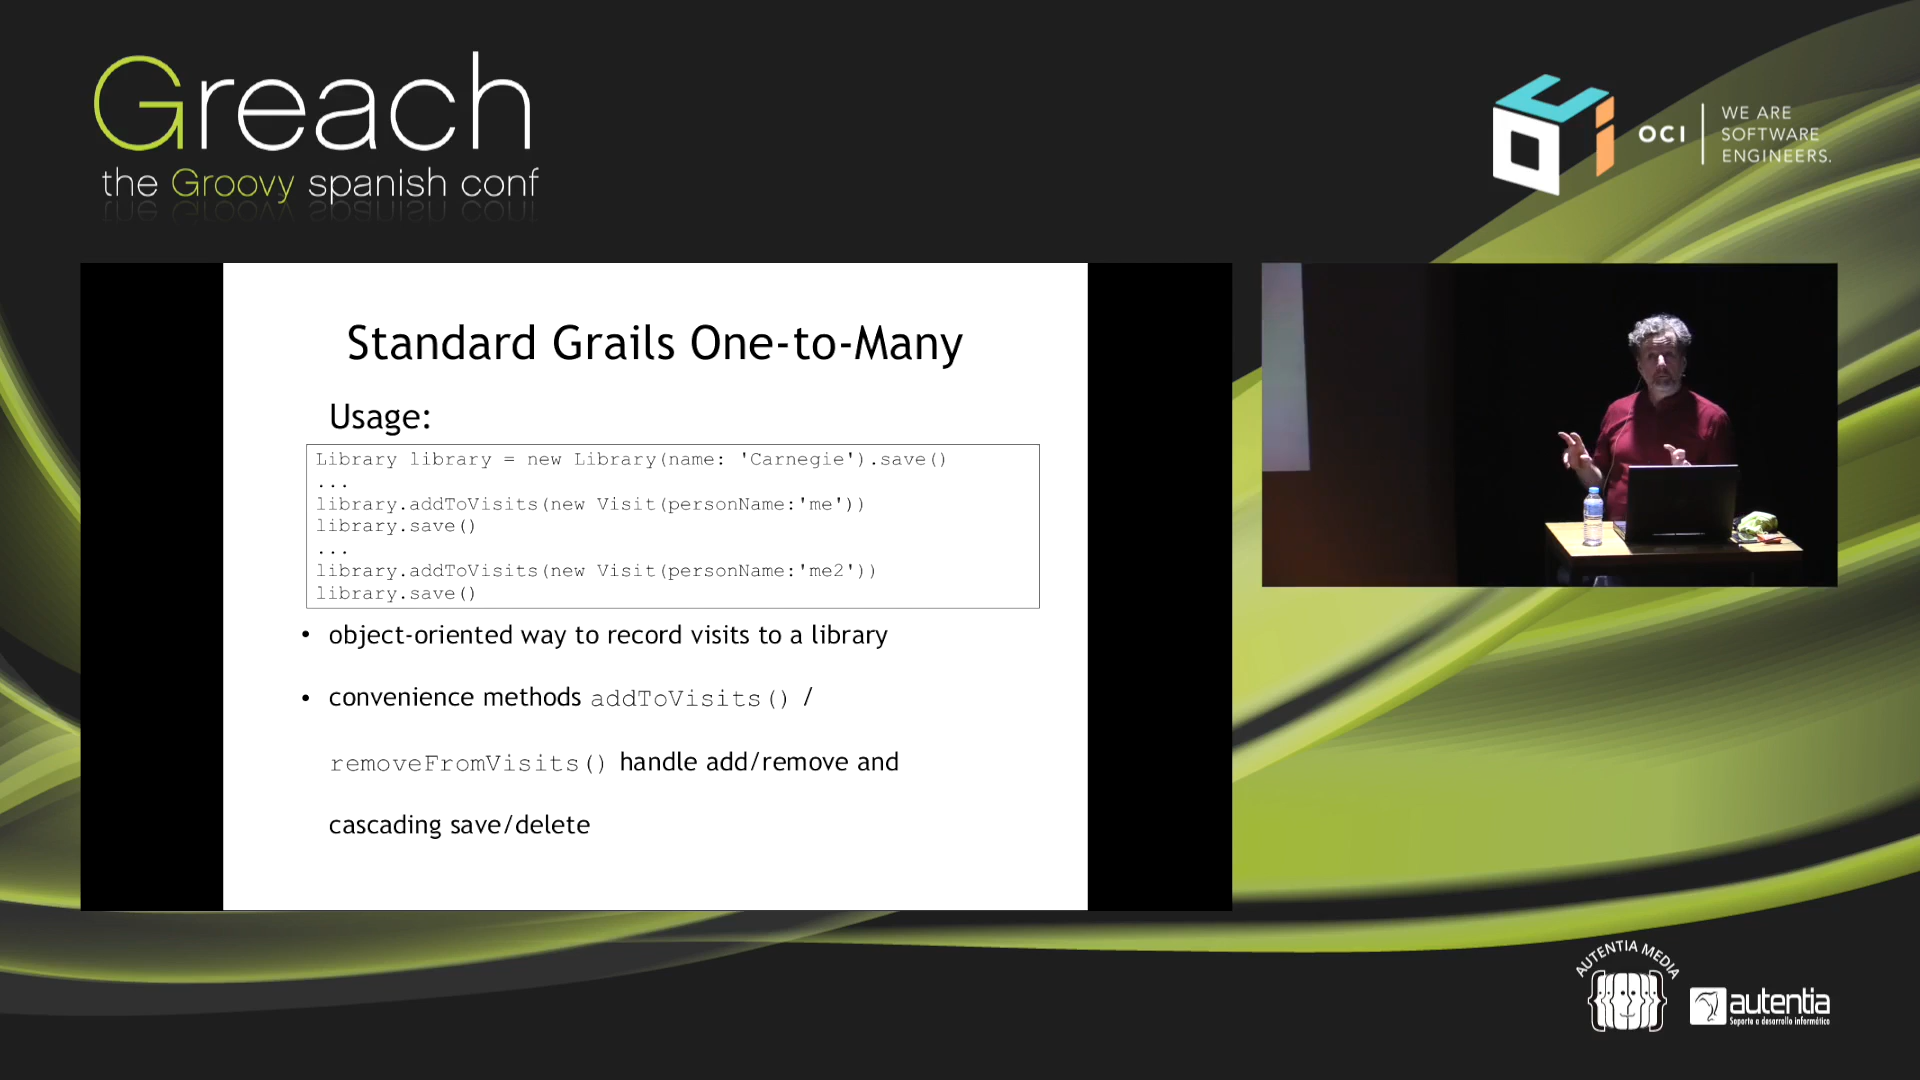 Greach
the Groovy spanish conf
OCI
WE ARE
SOFTWARE
ENGINEERS.
Standard Grails One-to-Many
Usage:
Library library = new Library(name: 'Carnegie').save()
...
library.addToVisits(new Visit(personName:'me'))
library.save()
...
library.addToVisits(new Visit(personName:'me2'))
library.save()
• object-oriented way to record visits to a library
• convenience methods addToVisits() /
removeFromVisits() handle add/remove and
cascading save/delete
AUTENTIA MEDIA
autentia
Soporte a desarrollo informático